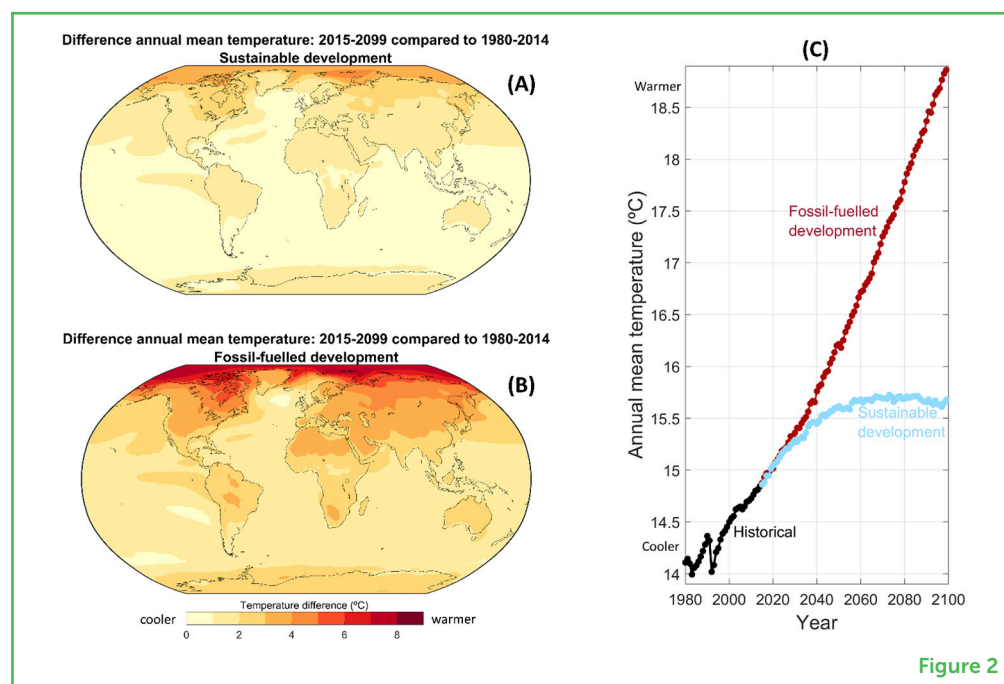 Difference annual mean temperature: 2015-2099 compared to 1980-2014
Sustainable development
(A)
Difference annual mean temperature: 2015-2099 compared to 1980-2014
Fossil-fuelled development
(B)
Temperature difference (ºC)
cooler
warmer
0 2 4 6 8
(C)
Warmer
18.5
18
17.5
17
16.5
16
15.5
15
14.5
Cooler
14
Annual mean temperature (ºC)
Fossil-fuelled
development
Sustainable
development
Historical
1980 2000 2020 2040 2060 2080 2100
Year
Figure 2